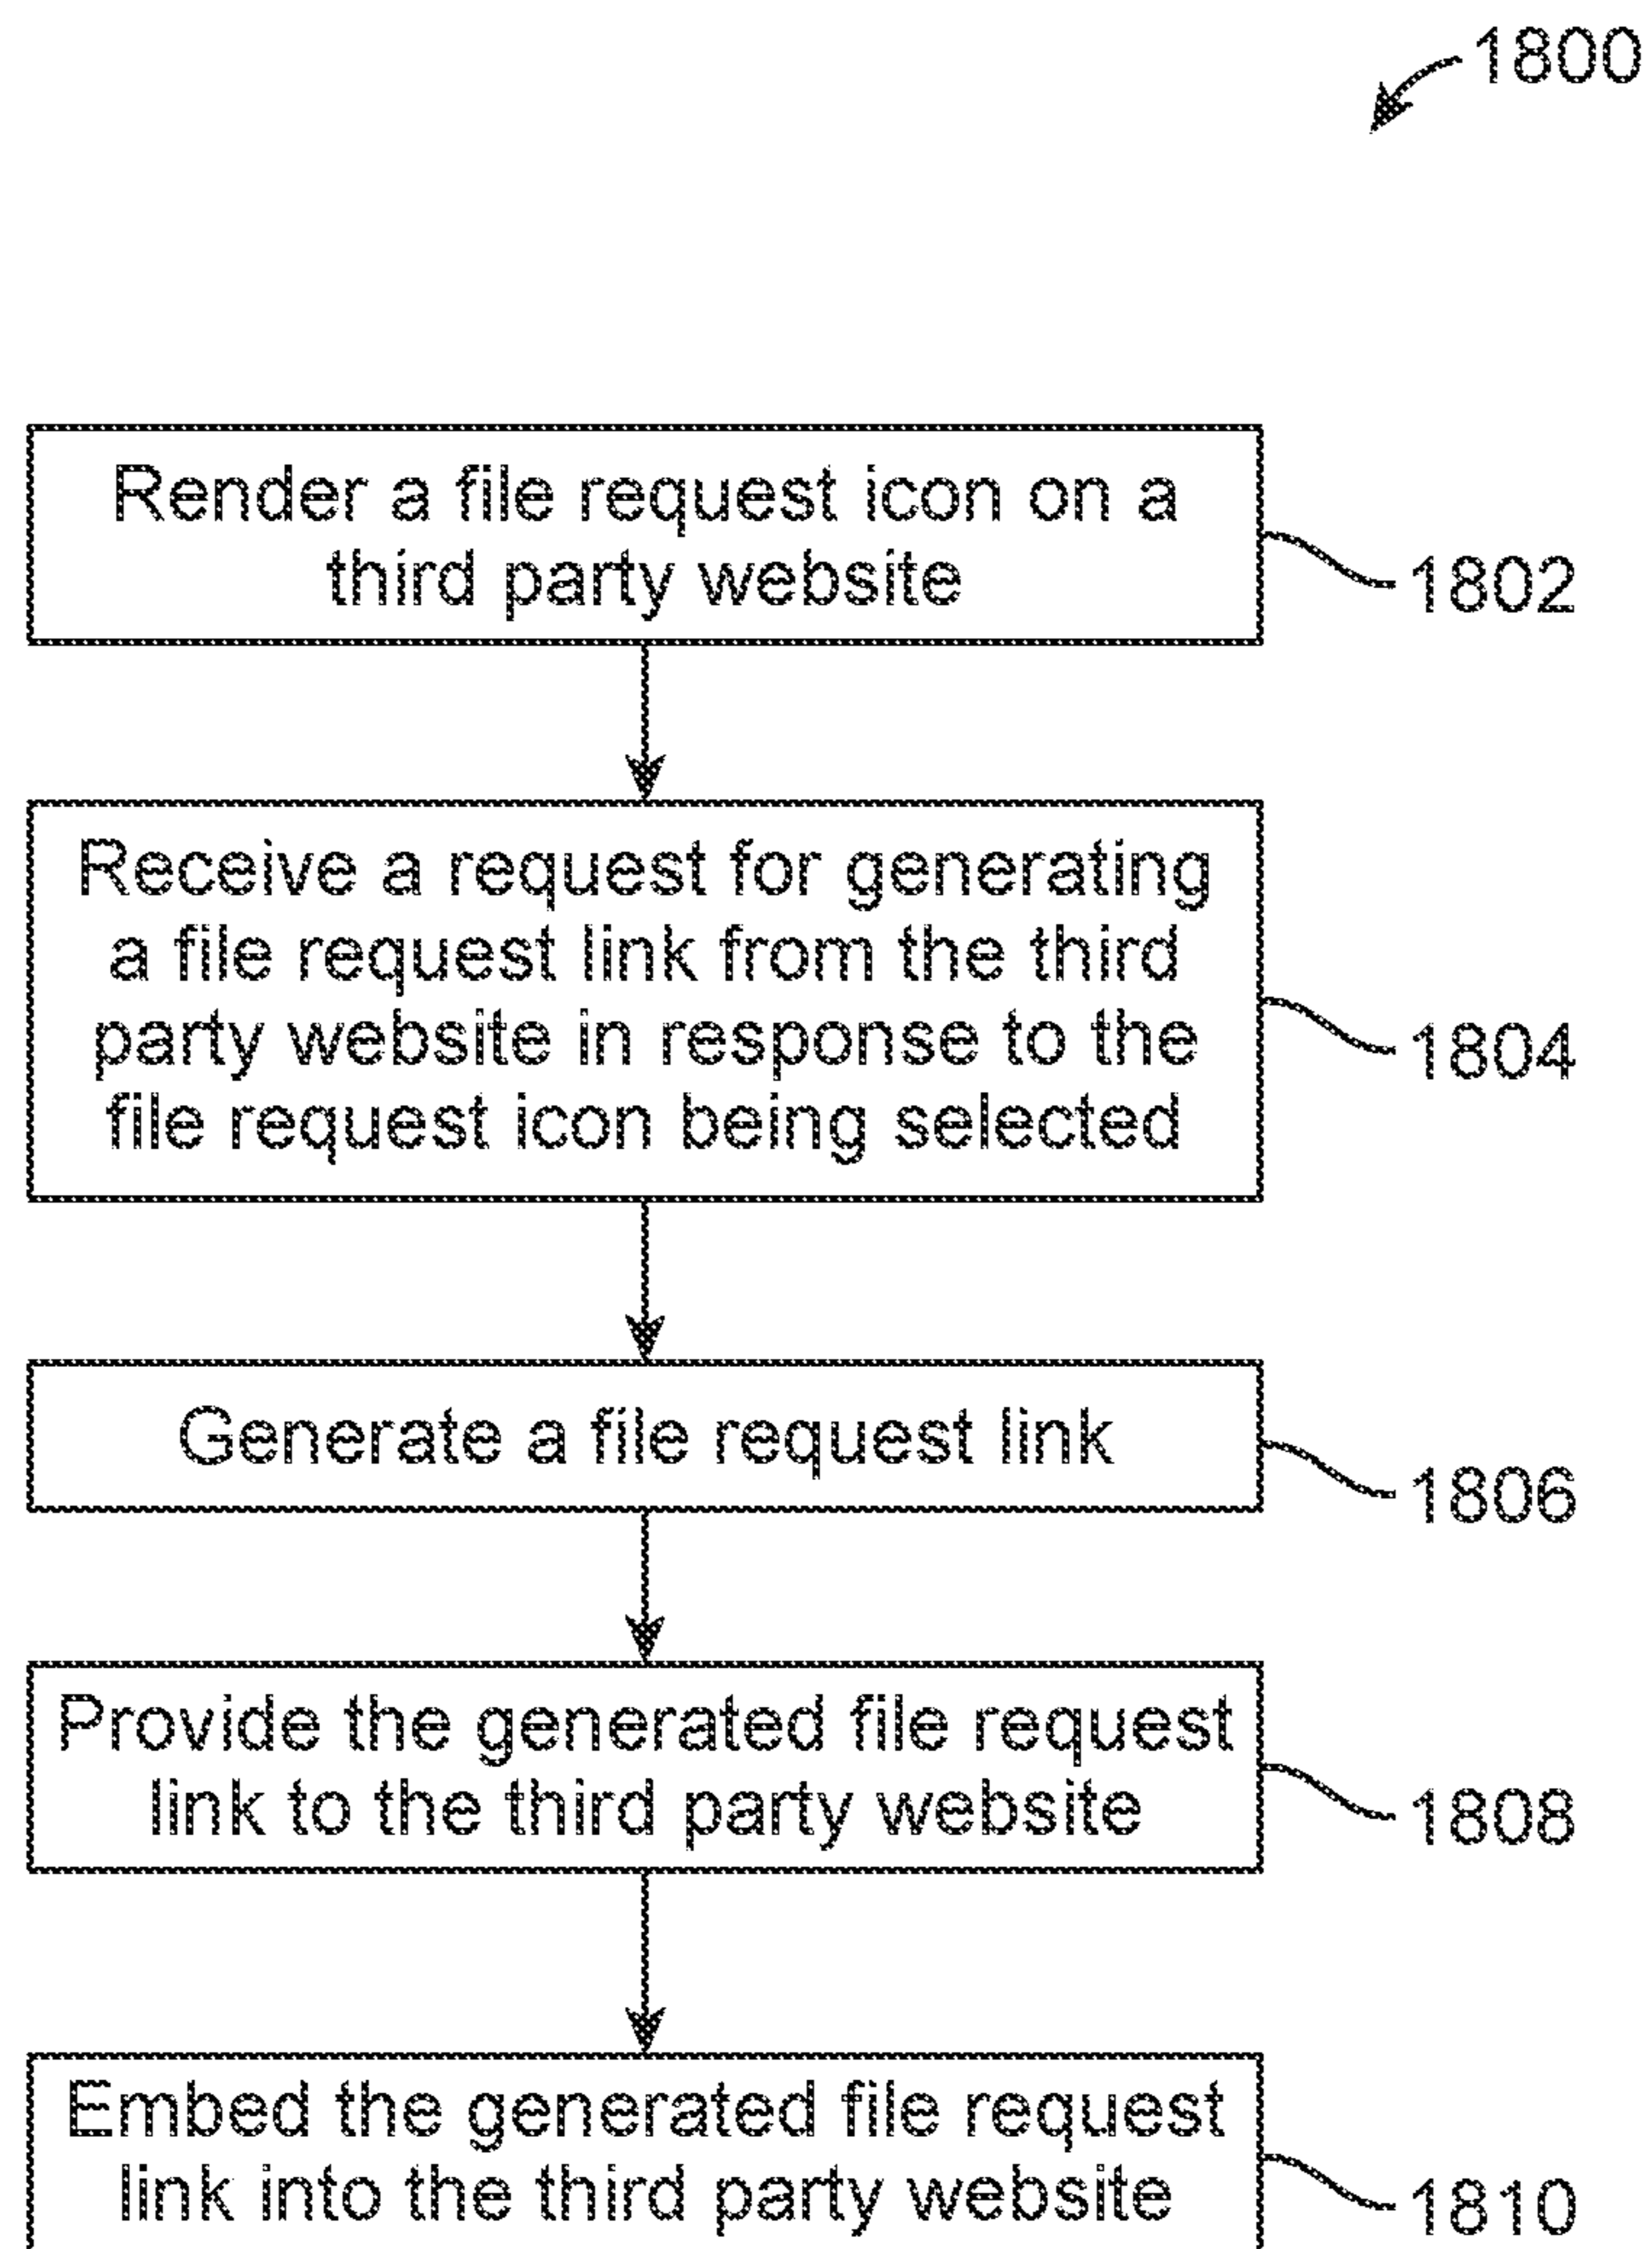 1800
Render a file request icon on a
third party website
1802
Receive a request for generating
a file request link from the third
party website in response to the
file request icon being selected
1804
Generate a file request link
1806
Provide the generated file request
link to the third party website
1808
Embed the generated file request
link into the third party website
1810